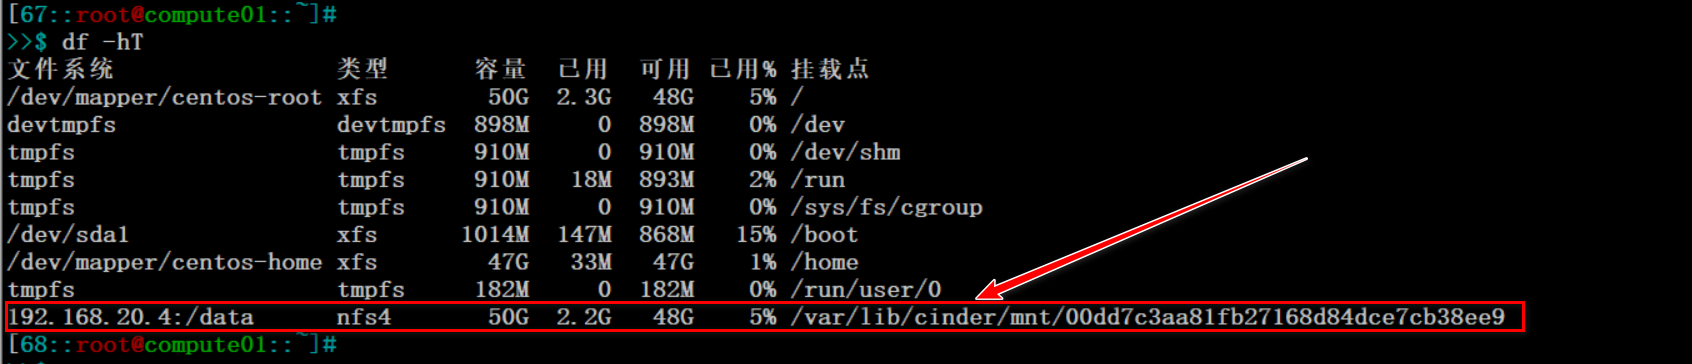 [67::root@compute01::~]#
>>$ df -hT
文件系统 类型 容量 已用 可用 已用% 挂载点
/dev/mapper/centos-root xfs 50G 2.3G 48G 5% /
devtmpfs devtmpfs 898M 0 898M 0% /dev
tmpfs tmpfs 910M 0 910M 0% /dev/shm
tmpfs tmpfs 910M 18M 893M 2% /run
tmpfs tmpfs 910M 0 910M 0% /sys/fs/cgroup
/dev/sda1 xfs 1014M 147M 868M 15% /boot
/dev/mapper/centos-home xfs 47G 33M 47G 1% /home
tmpfs tmpfs 182M 0 182M 0% /run/user/0
192.168.20.4:/data nfs4 50G 2.2G 48G 5% /var/lib/cinder/mnt/00dd7c3aa81fb27168d84dce7cb38ee9
[68::root@compute01::~]#